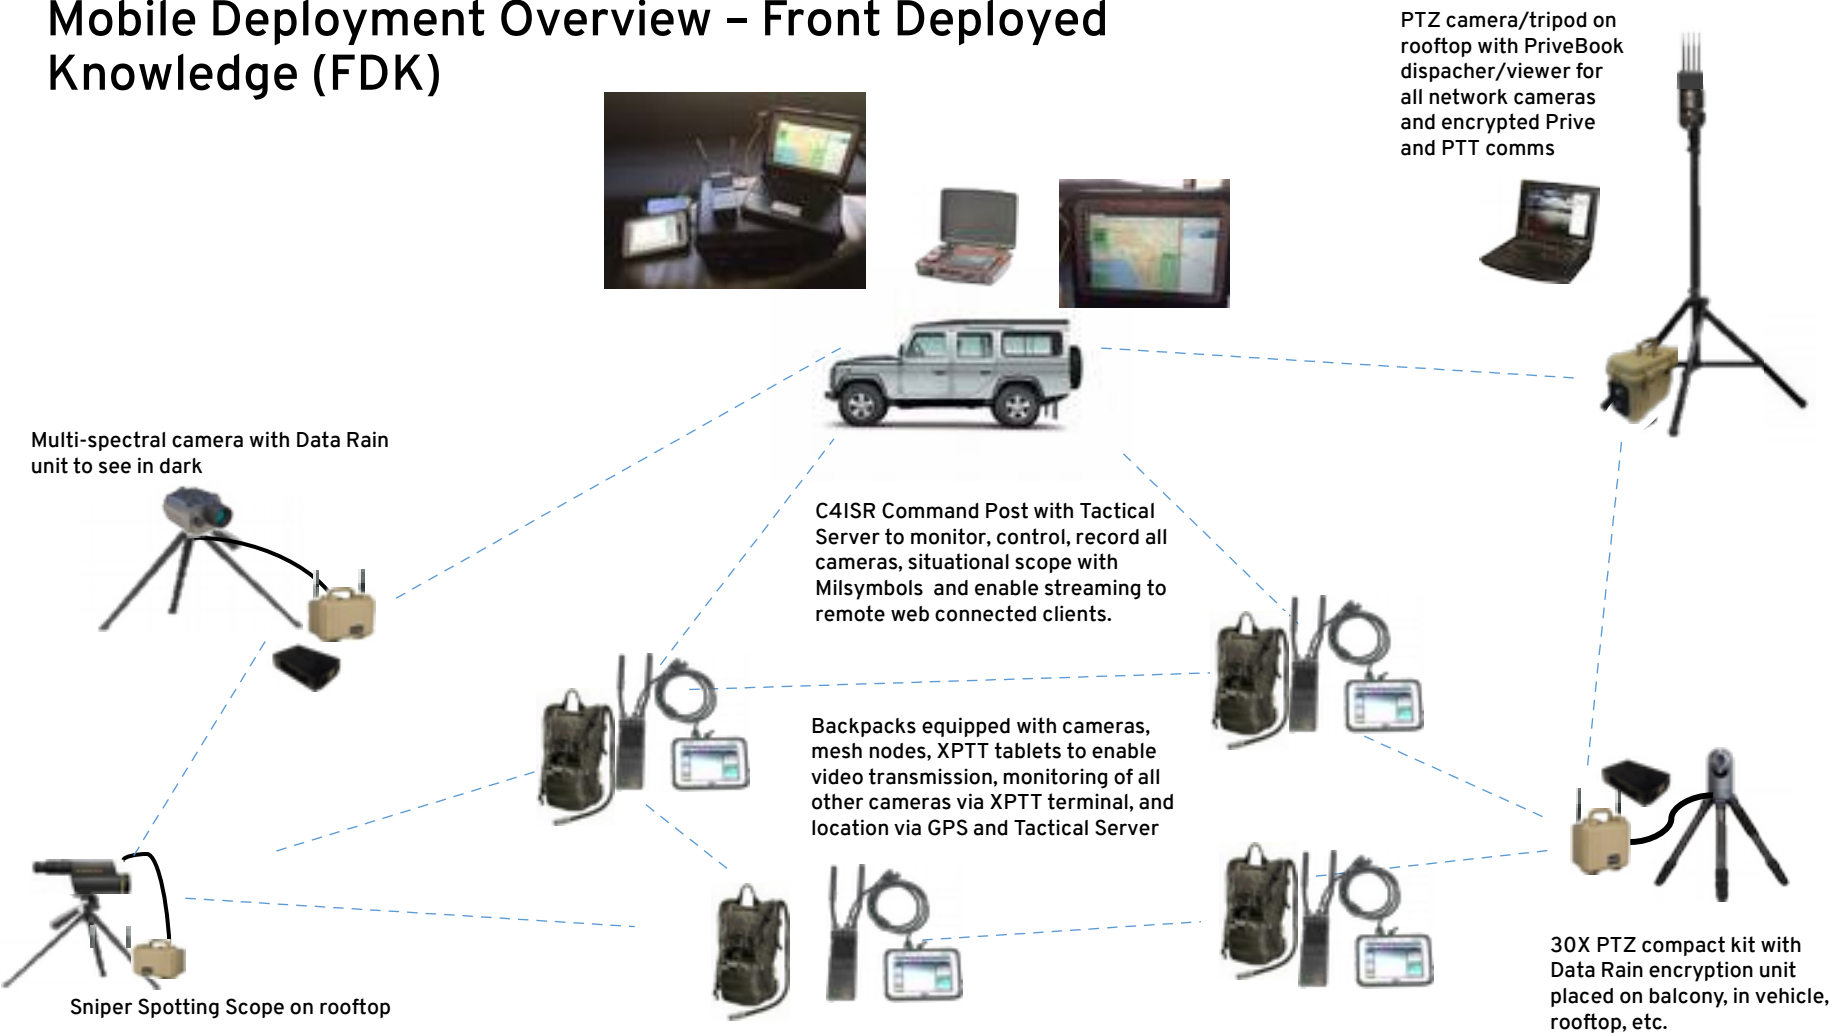 Mobile Deployment Overview – Front Deployed
Knowledge (FDK)
PTZ camera/tripod on
rooftop with PriveBook
dispacher/viewer for
all network cameras
and encrypted Prive
and PTT comms
Multi-spectral camera with Data Rain
unit to see in dark
C4ISR Command Post with Tactical
Server to monitor, control, record all
cameras, situational scope with
Milsymbols  and enable streaming to
remote web connected clients.
Backpacks equipped with cameras,
mesh nodes, XPTT tablets to enable
video transmission, monitoring of all
other cameras via XPTT terminal, and
location via GPS and Tactical Server
Sniper Spotting Scope on rooftop
30X PTZ compact kit with
Data Rain encryption unit
placed on balcony, in vehicle,
rooftop, etc.